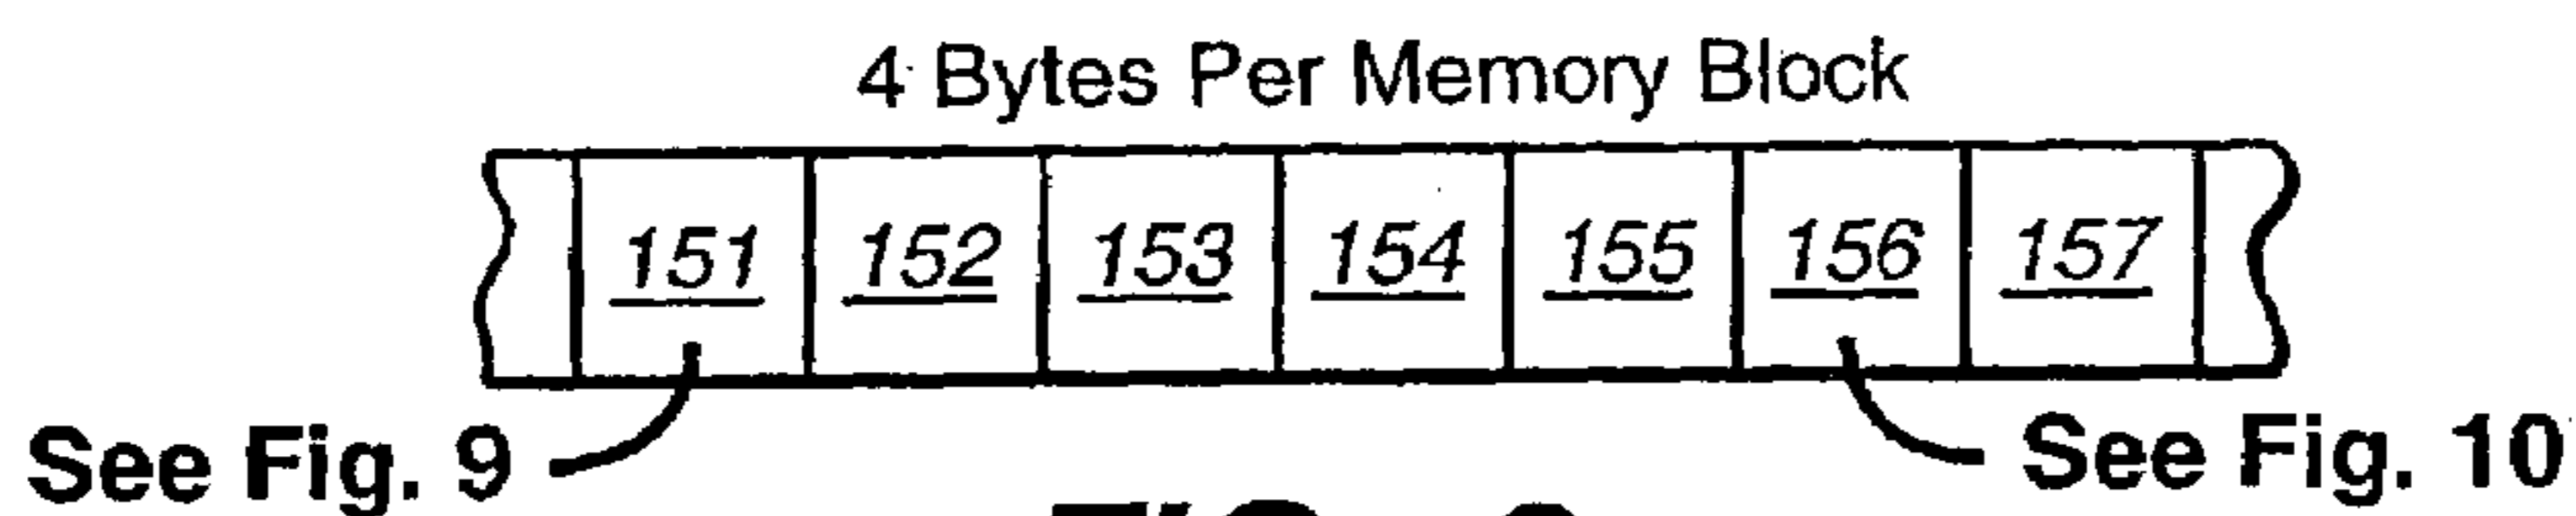 4 Bytes Per Memory Block
151 152 153 154 155 156 157
See Fig. 9 See Fig. 10